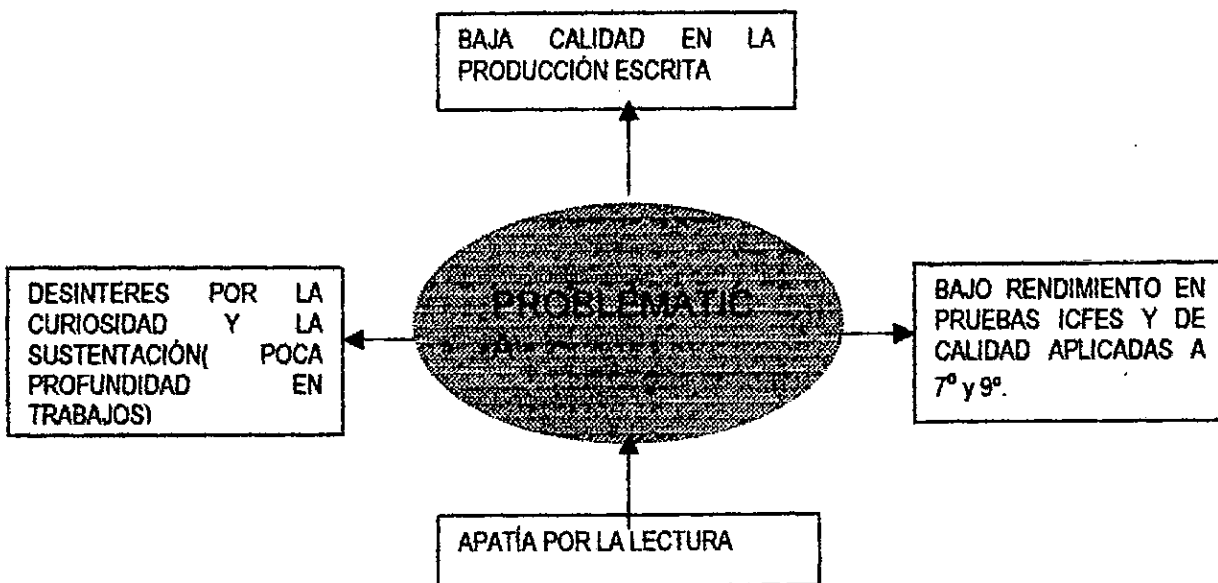 BAJA CALIDAD EN LA
PRODUCCIÓN ESCRITA
PROBLEMATIC
A
DESINTERES POR LA
CURIOSIDAD Y LA
SUSTENTACIÓN( POCA
PROFUNDIDAD EN
TRABAJOS)
BAJO RENDIMIENTO EN
PRUEBAS ICFES Y DE
CALIDAD APLICADAS A
7º y 9º.
APATÍA POR LA LECTURA